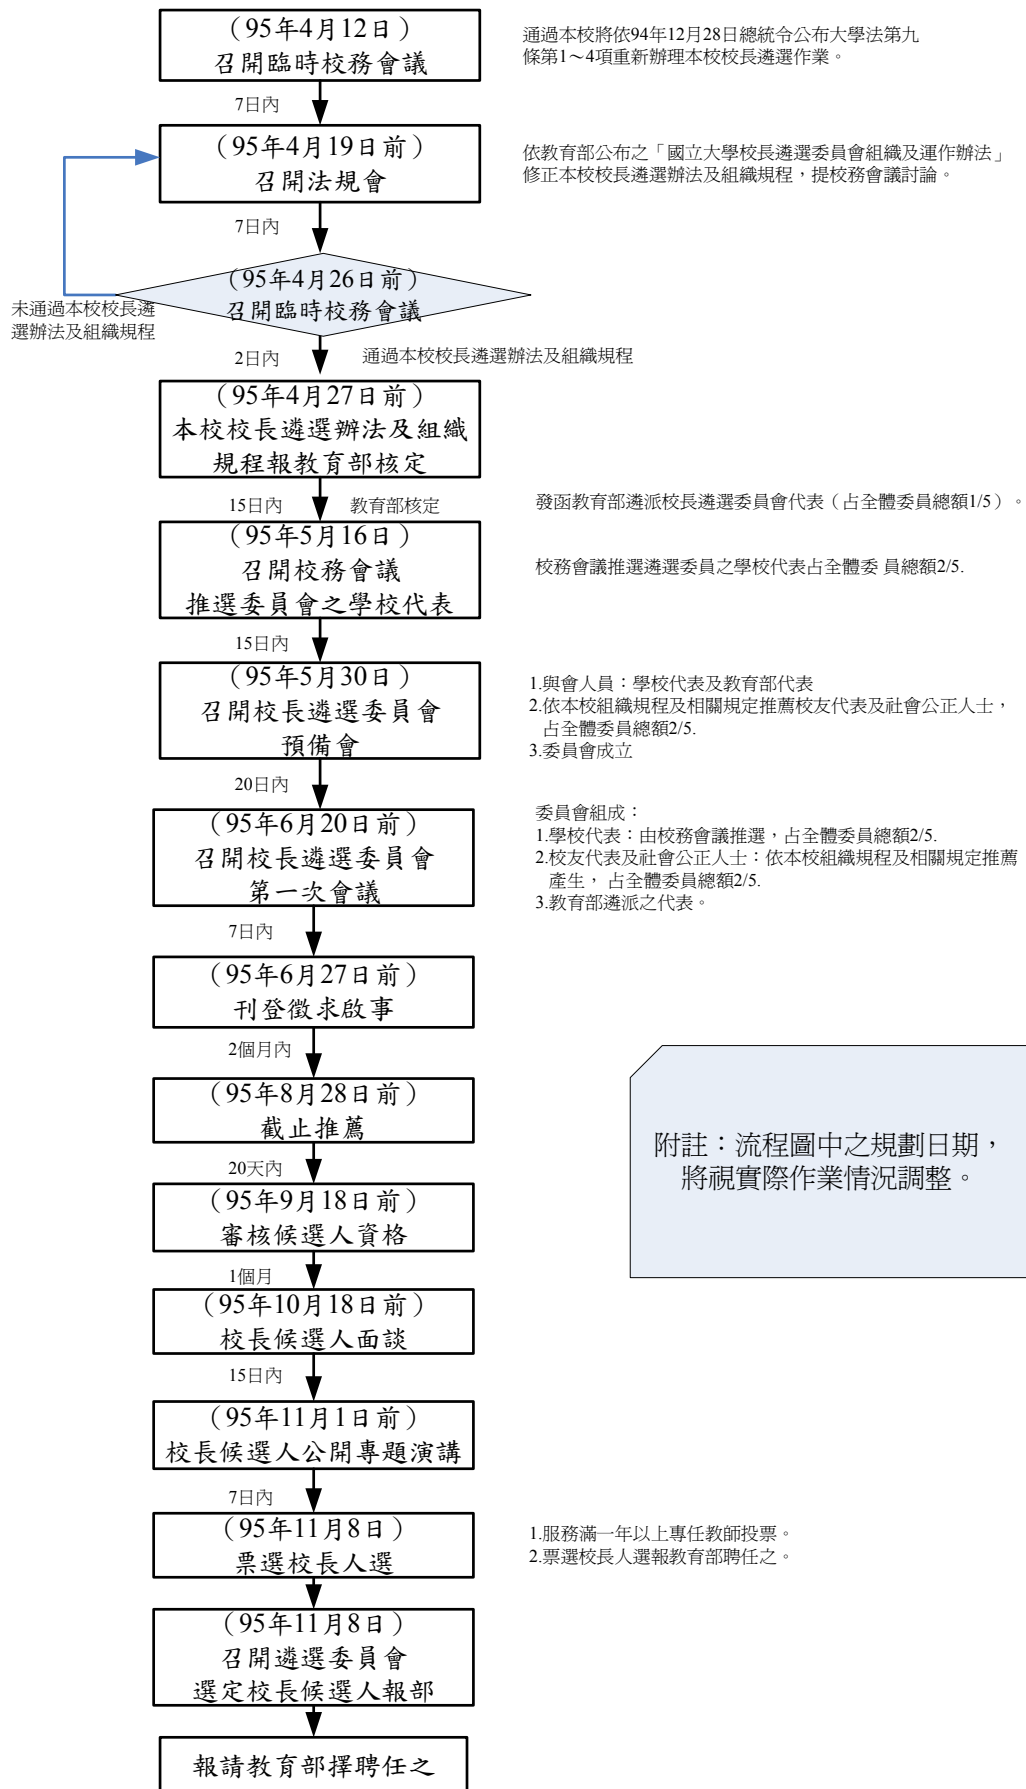 （95年4月12日）
召開臨時校務會議
通過本校將依94年12月28日總統令公布大學法第九
條第1～4項重新辦理本校校長遴選作業。
7日內
（95年4月19日前）
召開法規會
依教育部公布之「國立大學校長遴選委員會組織及運作辦法」
修正本校校長遴選辦法及組織規程，提校務會議討論。
7日內
（95年4月26日前）
召開臨時校務會議
未通過本校校長遴
選辦法及組織規程
2日內
通過本校校長遴選辦法及組織規程
（95年4月27日前）
本校校長遴選辦法及組織
規程報教育部核定
15日內
教育部核定
發函教育部遴派校長遴選委員會代表（占全體委員總額1/5）。
（95年5月16日）
召開校務會議
推選委員會之學校代表
校務會議推選遴選委員之學校代表占全體委 員總額2/5.
15日內
（95年5月30日）
召開校長遴選委員會
預備會
1.與會人員：學校代表及教育部代表
2.依本校組織規程及相關規定推薦校友代表及社會公正人士，
占全體委員總額2/5.
3.委員會成立
20日內
（95年6月20日前）
召開校長遴選委員會
第一次會議
委員會組成：
1.學校代表：由校務會議推選，占全體委員總額2/5.
2.校友代表及社會公正人士：依本校組織規程及相關規定推薦
產生， 占全體委員總額2/5.
3.教育部遴派之代表。
7日內
（95年6月27日前）
刊登徵求啟事
2個月內
（95年8月28日前）
截止推薦
附註：流程圖中之規劃日期，
將視實際作業情況調整。
20天內
（95年9月18日前）
審核候選人資格
1個月
（95年10月18日前）
校長候選人面談
15日內
（95年11月1日前）
校長候選人公開專題演講
7日內
（95年11月8日）
票選校長人選
1.服務滿一年以上專任教師投票。
2.票選校長人選報教育部聘任之。
（95年11月8日）
召開遴選委員會
選定校長候選人報部
報請教育部擇聘任之